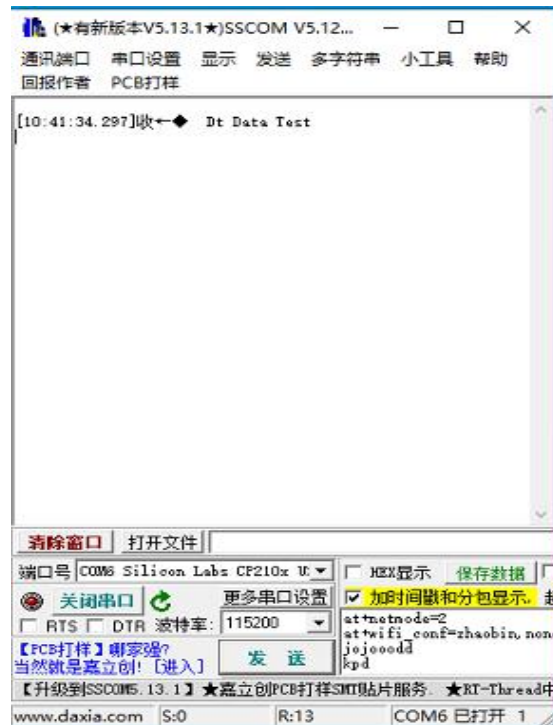 (★有新版本V5.13.1★)SSCOM V5.12...
通讯端口 串口设置 显示 发送 多字符串 小工具 帮助
回报作者 PCB打样
[10:41:34.297]收←◆ Dt Data Test
清除窗口 打开文件
端口号 COM6 Silicon Labs CP210x U
HEX显示 保存数据
关闭串口 更多串口设置
加时间戳和分包显示.
RTS DTR 波特率: 115200
at+netmode=2
at+wifi_conf=zhaobin,non
jojooodd
kpd
【PCB打样】哪家强?
当然就是嘉立创!【进入】
发 送
【升级到SSCOM5.13.1】★嘉立创PCB打样SMT贴片服务. ★RT-Thread中
www.daxia.com S:0 R:13 COM6 已打开 1